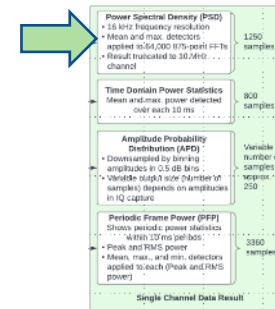 Power Spectral Density (PSD)
• 16 kHz frequency resolution
• Mean and max. detectors
applied to 64,000 875-point FFTs
• Result truncated to 10 MHz
channel
1250
samples
Time Domain Power Statistics
Mean and max. power detected
over each 10 ms
800
samples
Amplitude Probability
Distribution (APD)
• Downsampled by binning
amplitudes in 0.5 dB bins
• Variable output size (number of
samples) depends on amplitudes
in IQ capture
Variable
number
samples
approx.
250
Periodic Frame Power (PFP)
Shows periodic power statistics
within 10 ms periods
• Peak and RMS power
• Mean, max., and min. detectors
applied to each (Peak and RMS
power)
3360
samples
Single Channel Data Result